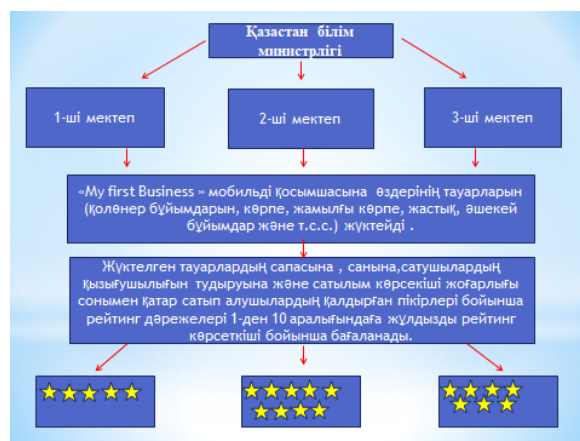 Қазастан білім
министрлігі
1-ші мектеп
2-ші мектеп
3-ші мектеп
«My first Business » мобильді қосымшасына өздерінің тауарларын
(қолөнер бұйымдарын, көрпе, жамылғы көрпе, жастық, әшекей
бұйымдар және т.с.с.) жүктейді .
Жүктелген тауарлардың сапасына , санына,сатушылардың
қызығушылығын тудыруына және сатылым көрсекіші жоғарлығы
сонымен қатар сатып алушылардың қалдырған пікірлері бойынша
рейтинг дәрежелері 1-ден 10 аралығындаға жұлдызды рейтинг
көрсеткіші бойынша бағаланады.